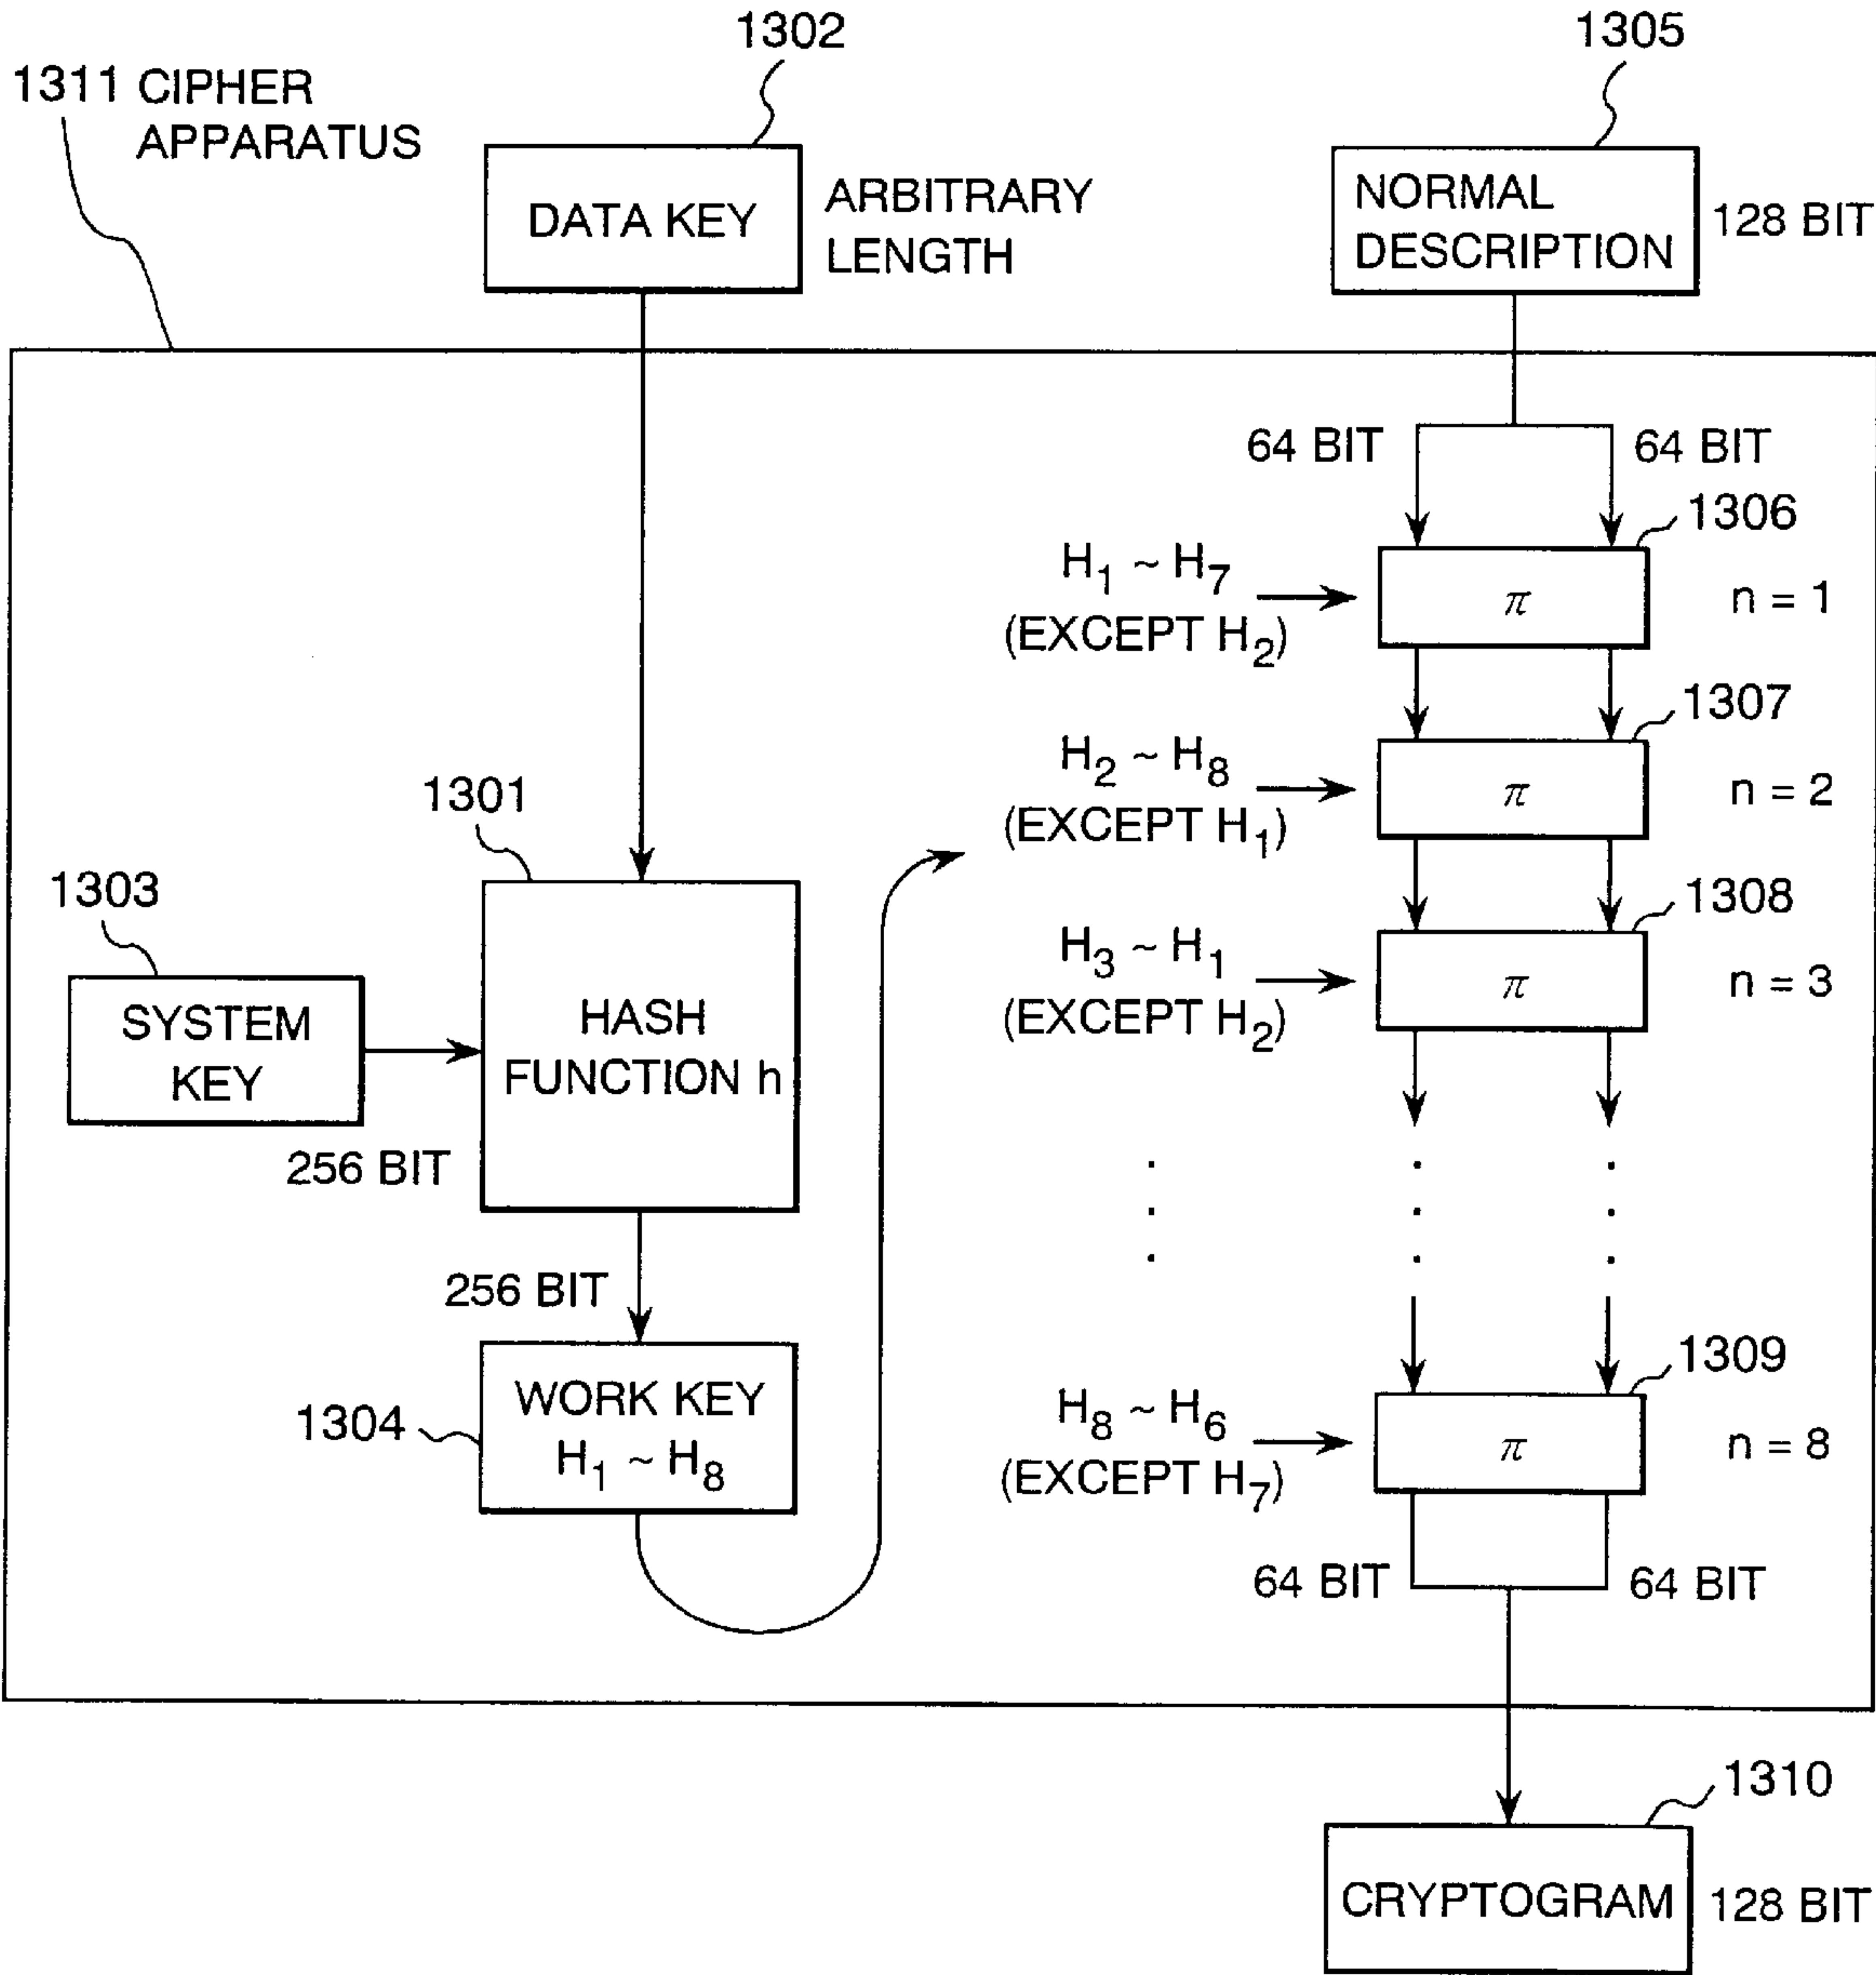 1302
1305
1311 CIPHER
APPARATUS
DATA KEY
ARBITRARY
LENGTH
NORMAL
DESCRIPTION
128 BIT
64 BIT
64 BIT
1306
H1 ~ H7
(EXCEPT H2)
π
n = 1
1307
H2 ~ H8
(EXCEPT H1)
π
n = 2
1301
1308
1303
H3 ~ H1
(EXCEPT H2)
π
n = 3
SYSTEM
KEY
HASH
FUNCTION h
256 BIT
256 BIT
1309
1304
WORK KEY
H1 ~ H8
H8 ~ H6
(EXCEPT H7)
π
n = 8
64 BIT
64 BIT
1310
CRYPTOGRAM
128 BIT